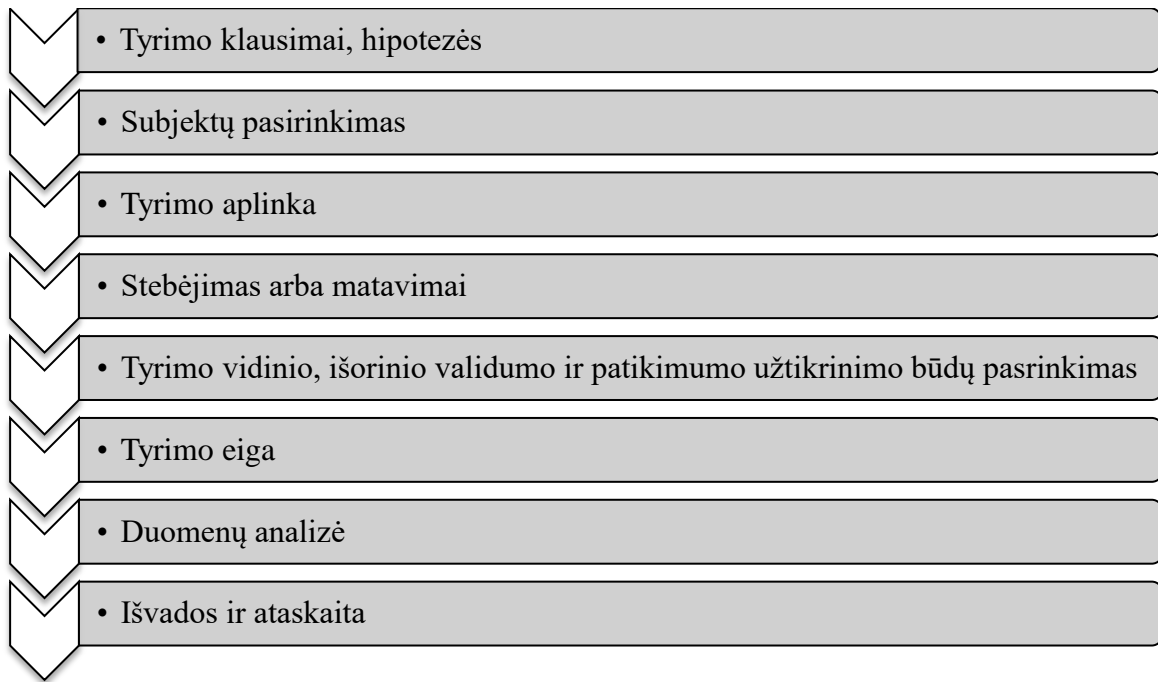 • Tyrimo klausimai, hipotezės
• Subjektų pasirinkimas
• Tyrimo aplinka
• Stebėjimas arba matavimai
• Tyrimo vidinio, išorinio validumo ir patikimumo užtikrinimo būdų pasrinkimas
• Tyrimo eiga
• Duomenų analizė
• Išvados ir ataskaita